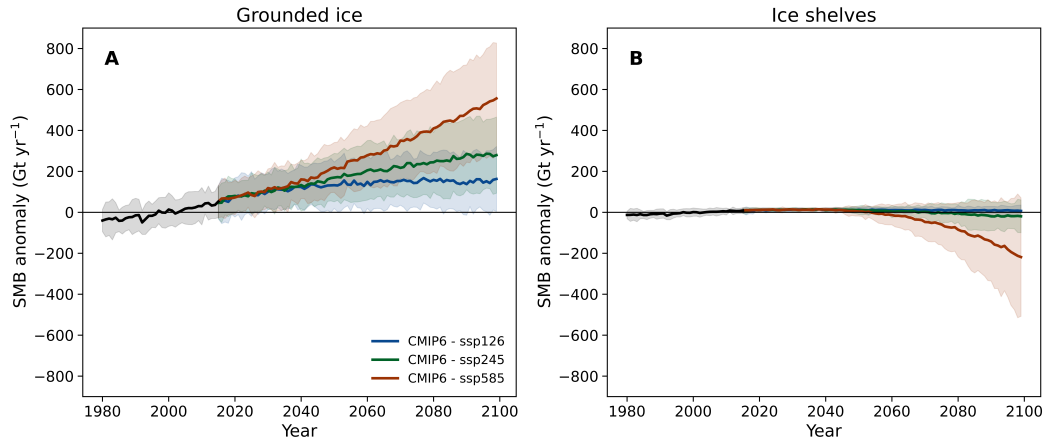 Grounded ice
A
SMB anomaly (Gt yr⁻¹)
800
600
400
200
0
−200
−400
−600
−800
CMIP6 - ssp126
CMIP6 - ssp245
CMIP6 - ssp585
1980 2000 2020 2040 2060 2080 2100
Year
Ice shelves
B
SMB anomaly (Gt yr⁻¹)
800
600
400
200
0
−200
−400
−600
−800
1980 2000 2020 2040 2060 2080 2100
Year